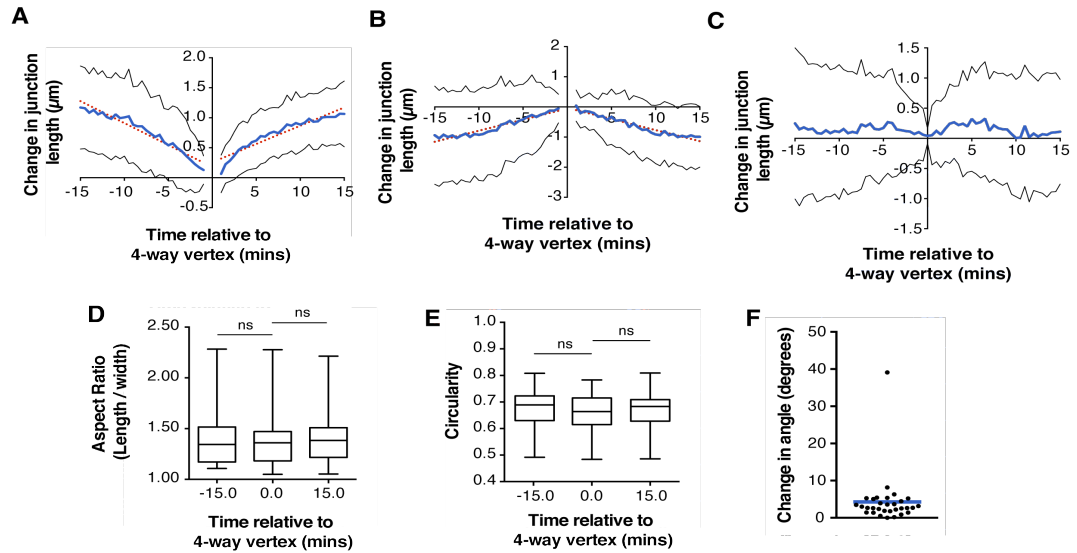 A
Change in junction
length (µm)
2.0
1.5
1.0
0.5
-0.5
-15
-10
-5
5
10
15
Time relative to
4-way vertex (mins)
B
Change in junction
length (µm)
2
1
0
-1
-2
-3
-15
-10
-5
5
10
15
Time relative to
4-way vertex (mins)
C
Change in junction
length (µm)
1.5
1.0
0.5
-0.5
-1.0
-1.5
-15
-10
-5
0
5
10
15
Time relative to
4-way vertex (mins)
D
Aspect Ratio
(Length / width)
2.50
2.00
1.50
1.00
ns
ns
-15.0
0.0
15.0
Time relative to
4-way vertex (mins)
E
Circularity
1.0
0.9
0.8
0.7
0.6
0.5
0.4
ns
ns
-15.0
0.0
15.0
Time relative to
4-way vertex (mins)
F
Change in angle (degrees)
50
40
30
20
10
0